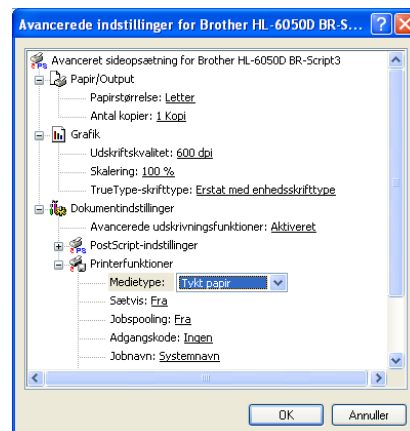 Avancerede indstillinger for Brother HL-6050D BR-S...
Avanceret sideopsætning for Brother HL-6050D BR-Script3
Papir/Output
Papirstørrelse: Letter
Antal kopier: 1 Kopi
Grafik
Udskriftskvalitet: 600 dpi
Skalering: 100 %
TrueType-skrifttype: Erstat med enhedsskrifttype
Dokumentindstillinger
Avancerede udskrivningsfunktioner: Aktiveret
PostScript-indstillinger
Printerfunktioner
Medietype: Tykt papir
Sætvis: Fra
Jobspooling: Fra
Adgangskode: Ingen
Jobnavn: Systemnavn
OK Annuller